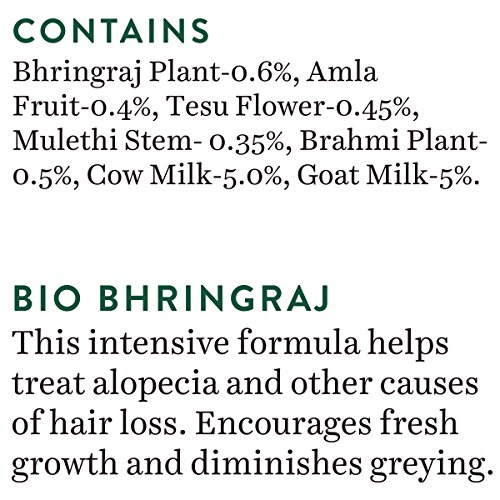 CONTAINS
Bhringraj Plant-0.6%, Amla
Fruit-0.4%, Tesu Flower-0.45%,
Mulethi Stem- 0.35%, Brahmi Plant-
0.5%, Cow Milk-5.0%, Goat Milk-5%.
BIO BHRINGRAJ
This intensive formula helps
treat alopecia and other causes
of hair loss. Encourages fresh
growth and diminishes greying.